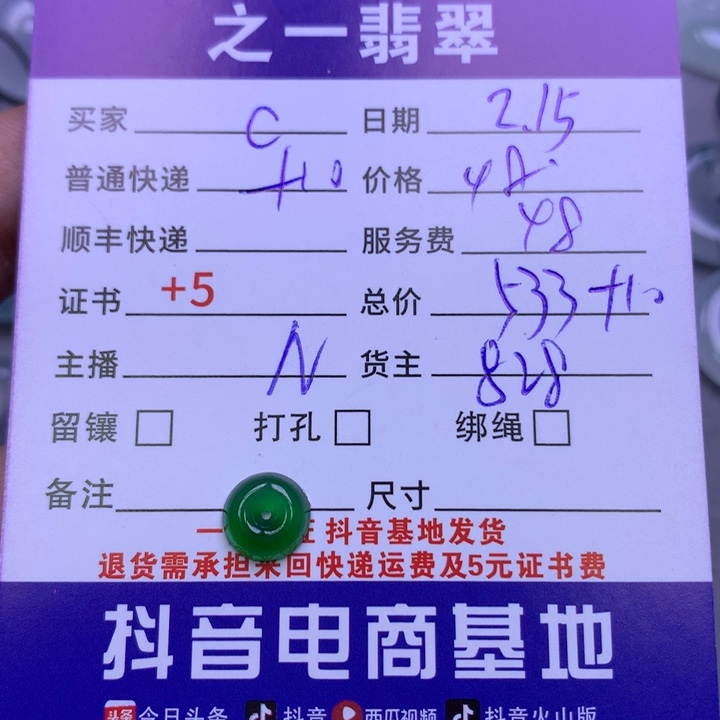 之一翡翠
买家 C 日期 2.15
普通快递 +10 价格
顺丰快递 服务费 48
证书 +5 总价 533+10
主播 N 货主 828
留镶 打孔 绑绳
备注 尺寸
一 证 抖音基地发货
退货需承担来回快递运费及5元证书费
抖音电商基地
头条 今日头条 抖音 西瓜视频 抖音火山版